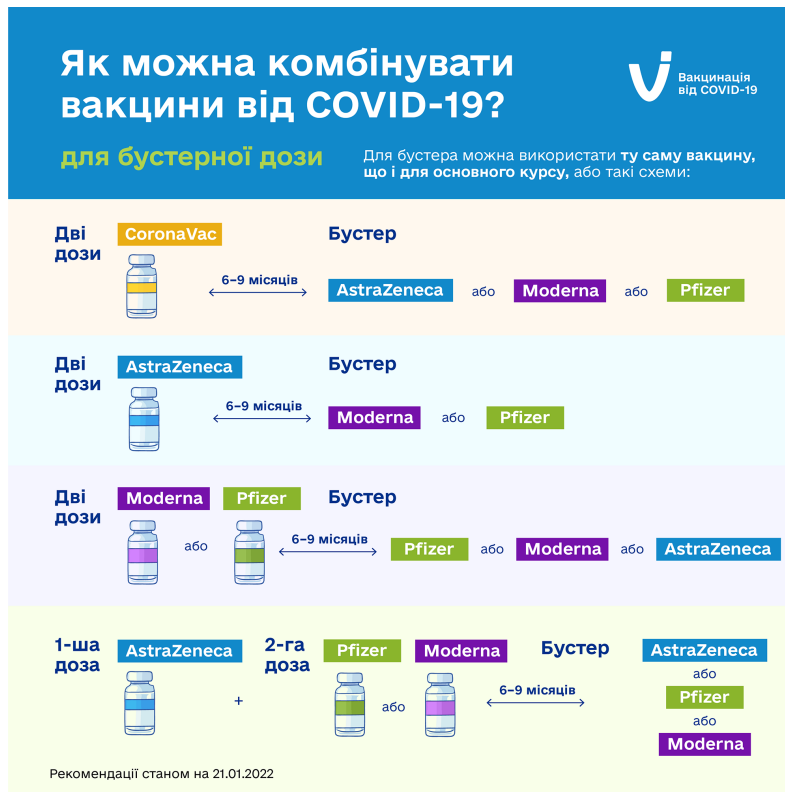 Як можна комбінувати
вакцини від COVID-19?
Вакцинація
від COVID-19
для бустерної дози
Для бустера можна використати ту саму вакцину,
що і для основного курсу, або такі схеми:
Дві
дози
CoronaVac
Бустер
6–9 місяців
AstraZeneca або Moderna або Pfizer
Дві
дози
AstraZeneca
Бустер
6–9 місяців
Moderna або Pfizer
Дві
дози
Moderna Pfizer
Бустер
або
6–9 місяців
Pfizer або Moderna або AstraZeneca
1-ша
доза
AstraZeneca
+
2-га
доза
Pfizer Moderna
або
Бустер
6–9 місяців
AstraZeneca
або
Pfizer
або
Moderna
Рекомендації станом на 21.01.2022